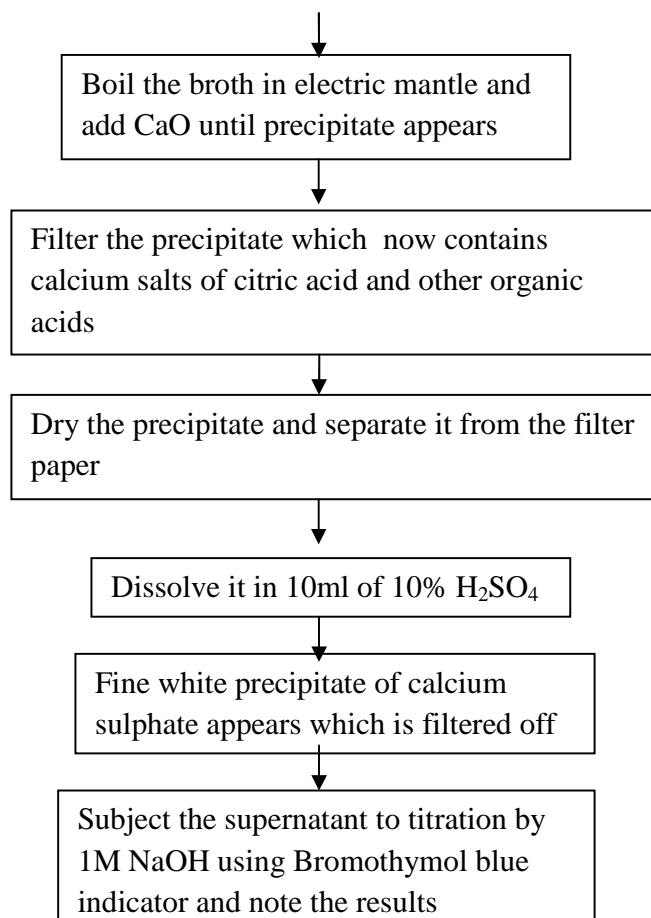 Boil the broth in electric mantle and
add CaO until precipitate appears
Filter the precipitate which  now contains
calcium salts of citric acid and other organic
acids
Dry the precipitate and separate it from the filter
paper
Dissolve it in 10ml of 10% H₂SO₄
Fine white precipitate of calcium
sulphate appears which is filtered off
Subject the supernatant to titration by
1M NaOH using Bromothymol blue
indicator and note the results